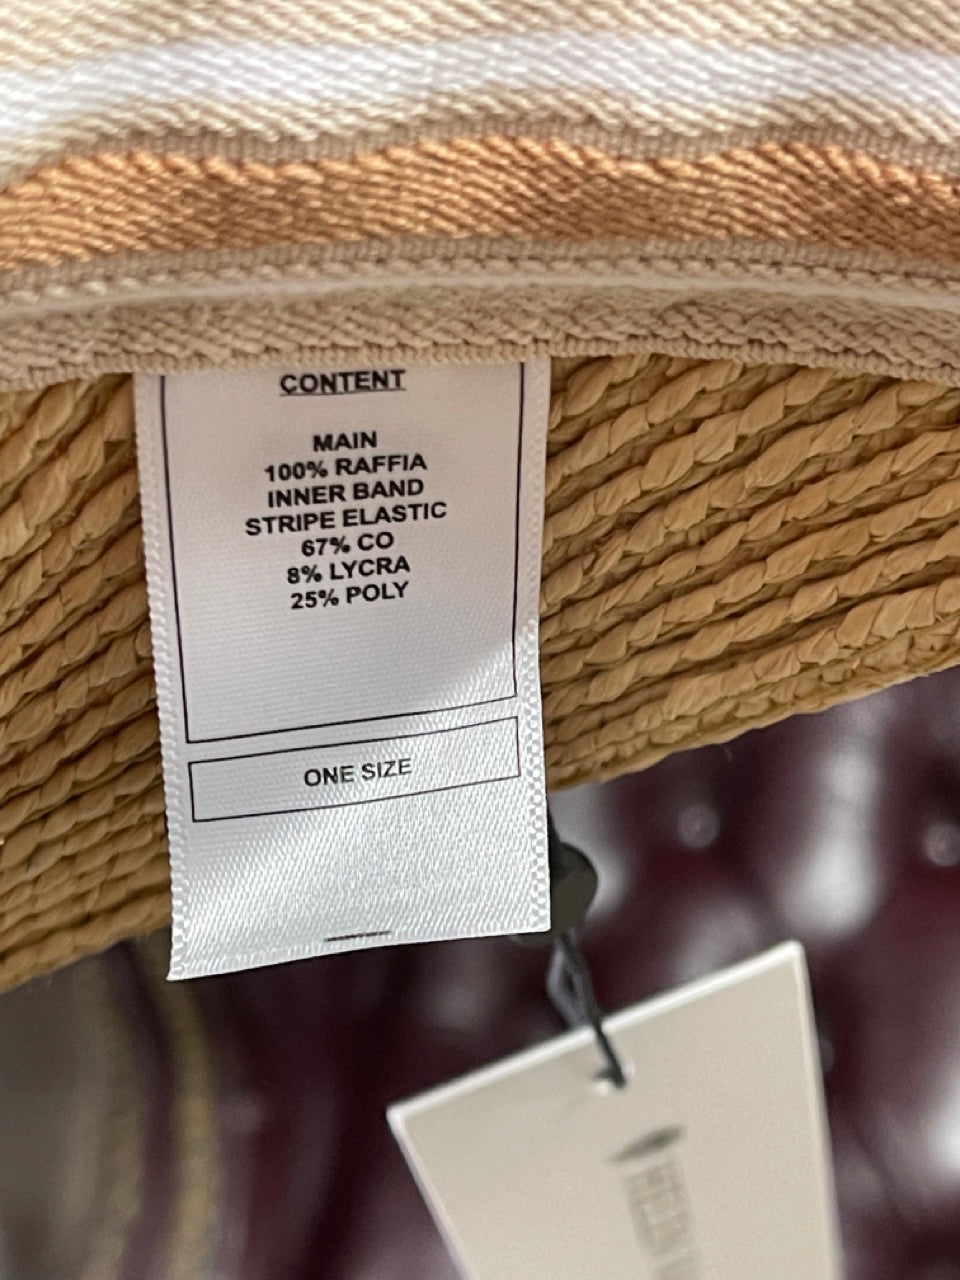 CONTENT
MAIN
100% RAFFIA
INNER BAND
STRIPE ELASTIC
67% CO
8% LYCRA
25% POLY
ONE SIZE